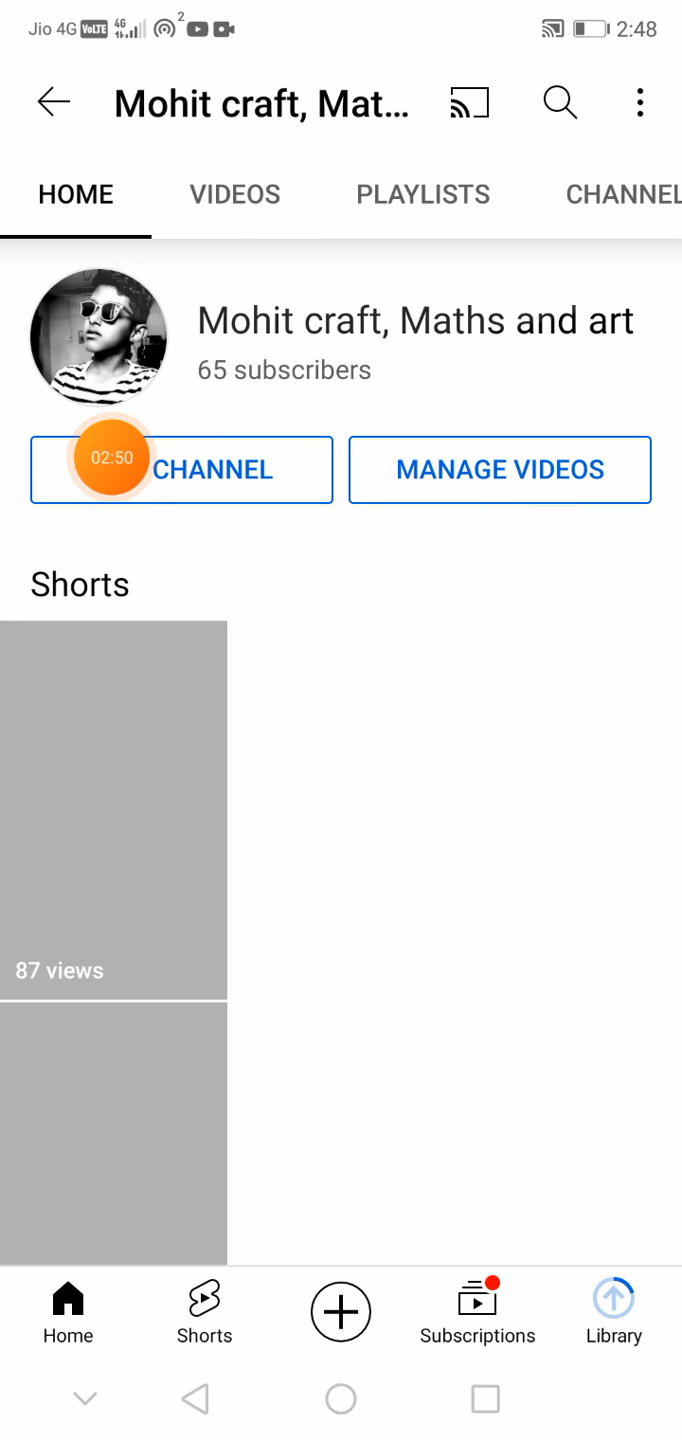 Jio 4G VoLTE 4G 2 2:48
Mohit craft, Mat...
HOME VIDEOS PLAYLISTS CHANNEL
Mohit craft, Maths and art
65 subscribers
02:50 CHANNEL MANAGE VIDEOS
Shorts
87 views
Home Shorts Subscriptions Library